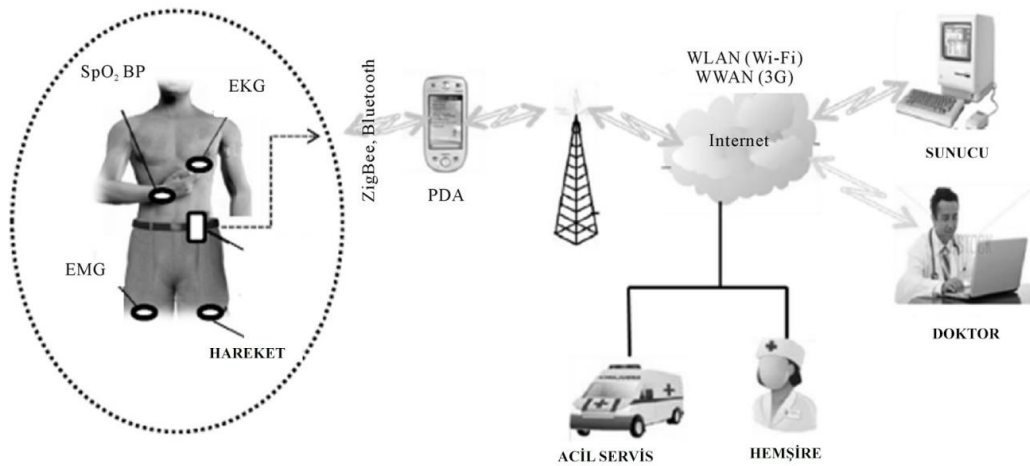 SpO₂ BP
EKG
EMG
HAREKET
ZigBee, Bluetooth
PDA
WLAN (Wi-Fi)
WWAN (3G)
Internet
SUNUCU
DOKTOR
ACİL SERVİS
HEMŞİRE